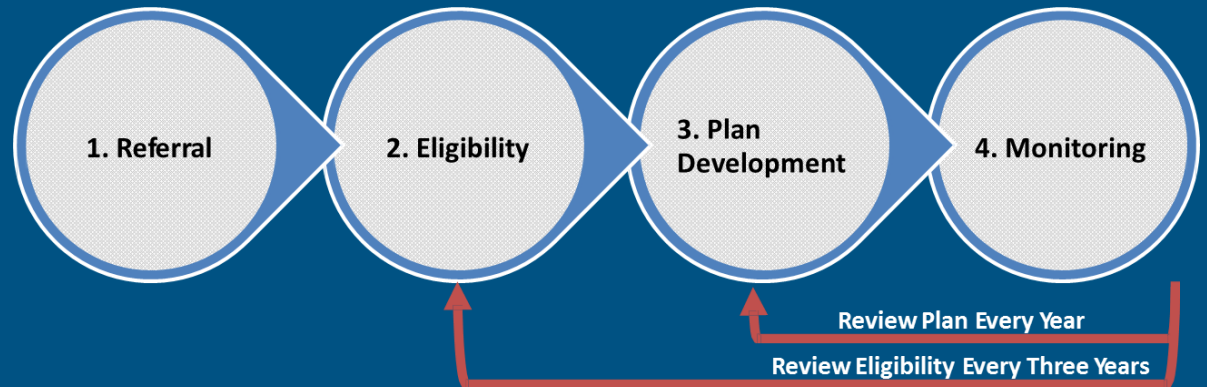 1. Referral
2. Eligibility
3. Plan
Development
4. Monitoring
Review Plan Every Year
Review Eligibility Every Three Years